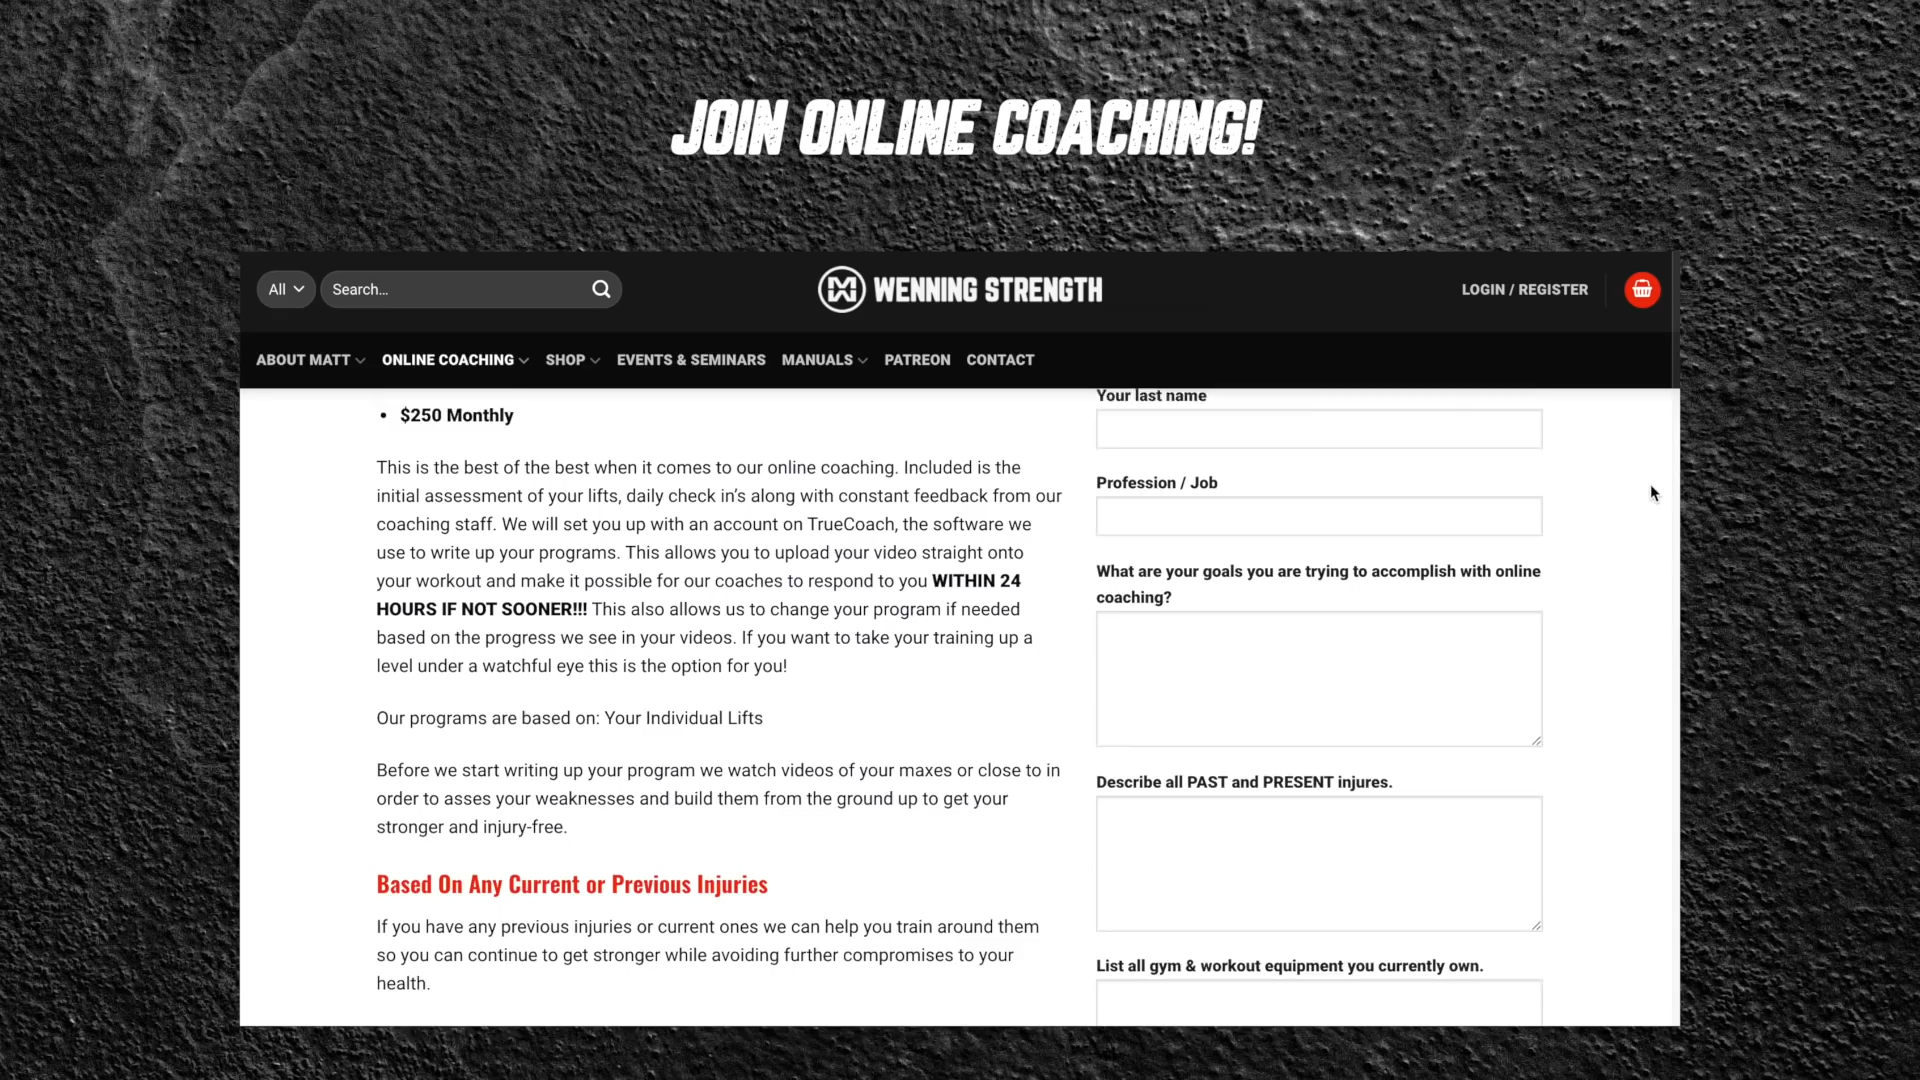 JOIN ONLINE COACHING!
All
Search...
WENNING STRENGTH
LOGIN / REGISTER
ABOUT MATT
ONLINE COACHING
SHOP
EVENTS & SEMINARS
MANUALS
PATREON
CONTACT
• $250 Monthly
This is the best of the best when it comes to our online coaching. Included is the
initial assessment of your lifts, daily check in’s along with constant feedback from our
coaching staff. We will set you up with an account on TrueCoach, the software we
use to write up your programs. This allows you to upload your video straight onto
your workout and make it possible for our coaches to respond to you WITHIN 24
HOURS IF NOT SOONER!!! This also allows us to change your program if needed
based on the progress we see in your videos. If you want to take your training up a
level under a watchful eye this is the option for you!
Our programs are based on: Your Individual Lifts
Before we start writing up your program we watch videos of your maxes or close to in
order to asses your weaknesses and build them from the ground up to get your
stronger and injury-free.
Based On Any Current or Previous Injuries
If you have any previous injuries or current ones we can help you train around them
so you can continue to get stronger while avoiding further compromises to your
health.
Your last name
Profession / Job
What are your goals you are trying to accomplish with online
coaching?
Describe all PAST and PRESENT injures.
List all gym & workout equipment you currently own.